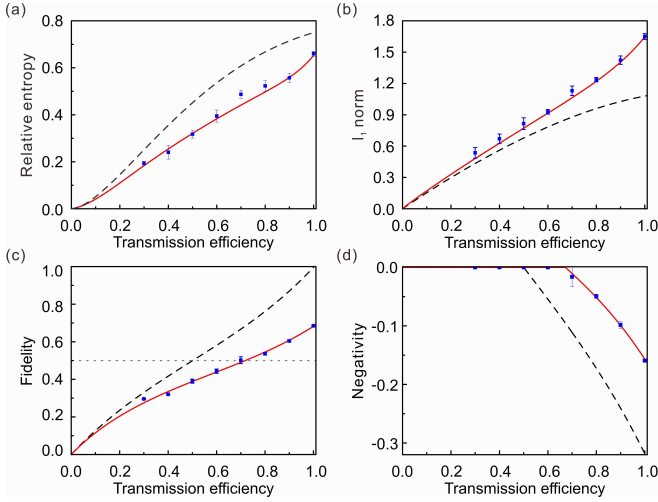 (a)
0.8
0.6
0.4
0.2
0.0
Relative entropy
0.0 0.2 0.4 0.6 0.8 1.0
Transmission efficiency
(b)
1.8
1.5
1.2
0.9
0.6
0.3
0.0
l₁ norm
0.0 0.2 0.4 0.6 0.8 1.0
Transmission efficiency
(c)
1.0
0.8
0.6
0.4
0.2
0.0
Fidelity
0.0 0.2 0.4 0.6 0.8 1.0
Transmission efficiency
(d)
0.0
-0.1
-0.2
-0.3
Negativity
0.0 0.2 0.4 0.6 0.8 1.0
Transmission efficiency